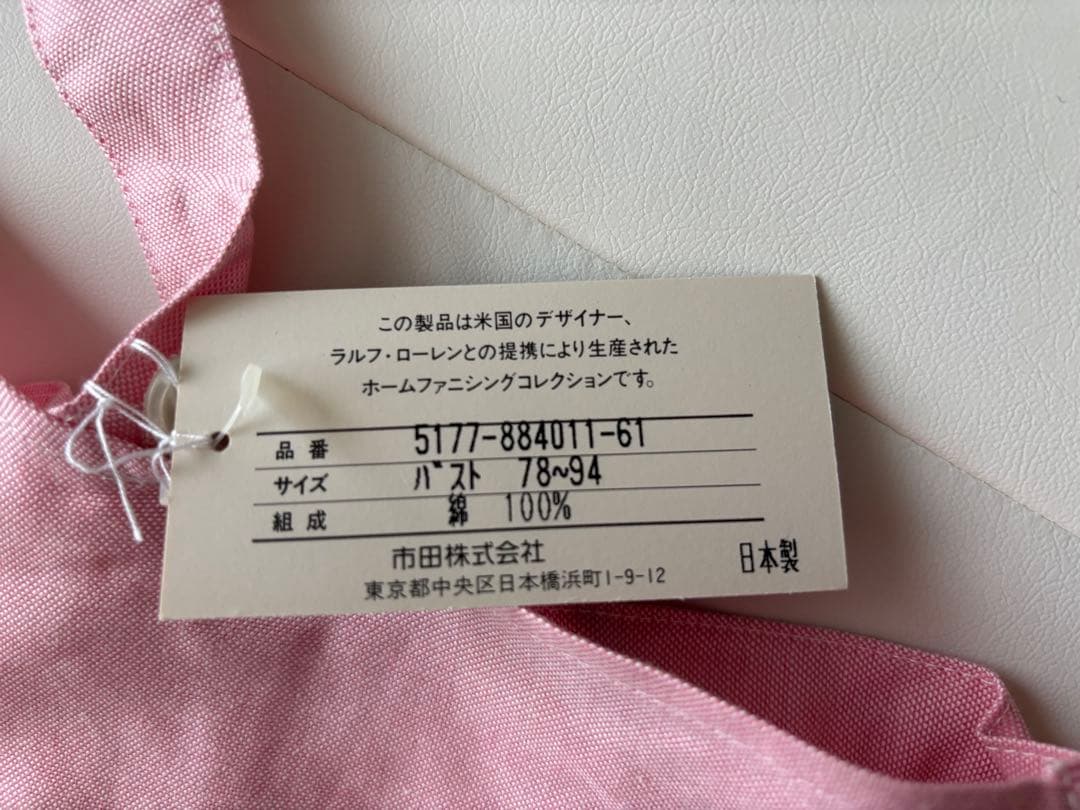 この製品は米国のデザイナー、
ラルフ・ローレンとの提携により生産された
ホームファニシングコレクションです。
品番 5177-884011-61
サイズ バスト 78~94
組成 綿 100%
市田株式会社
東京都中央区日本橋浜町1-9-12
日本製